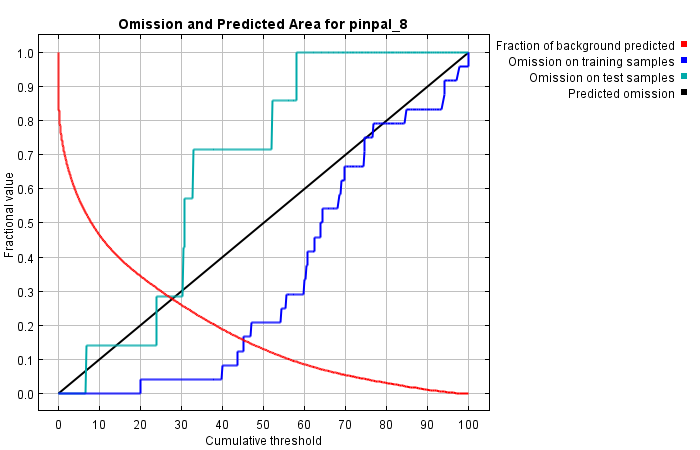 Omission and Predicted Area for pinpal_8
Fraction of background predicted
Omission on training samples
Omission on test samples
Predicted omission
Fractional value
1.0
0.9
0.8
0.7
0.6
0.5
0.4
0.3
0.2
0.1
0.0
0 10 20 30 40 50 60 70 80 90 100
Cumulative threshold